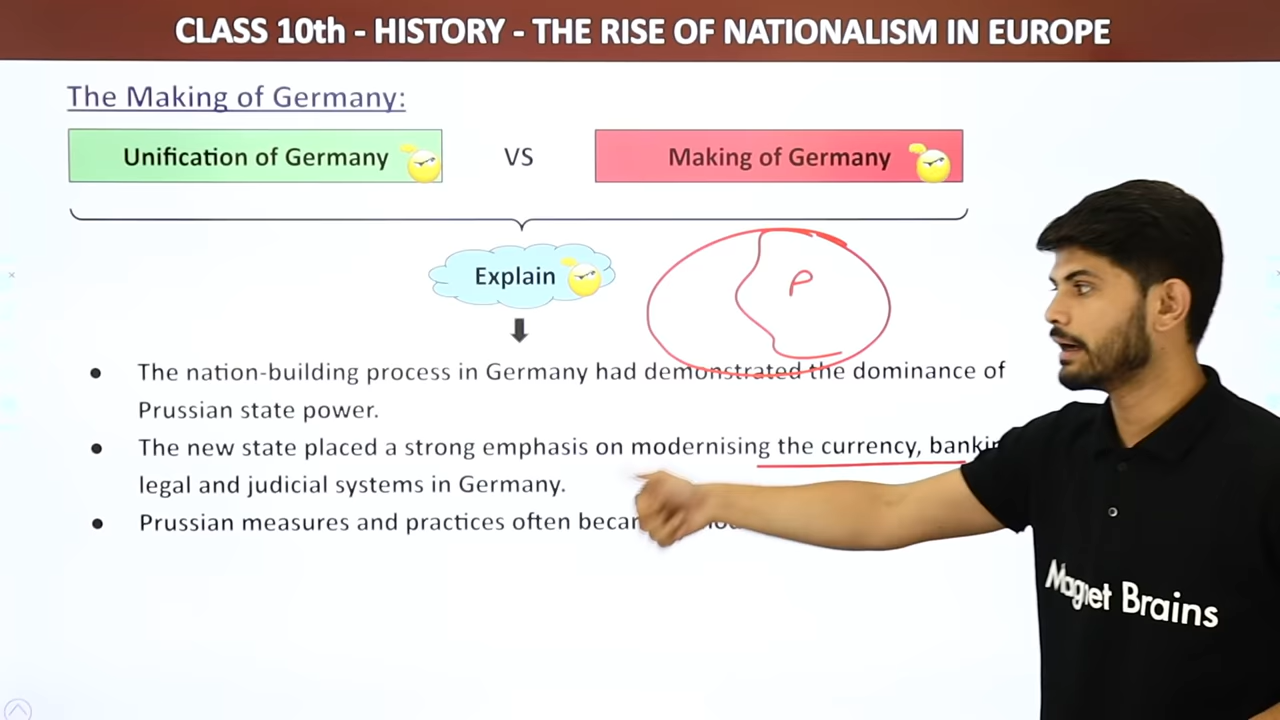 CLASS 10th - HISTORY - THE RISE OF NATIONALISM IN EUROPE
The Making of Germany:
Unification of Germany VS Making of Germany
Explain
P
• The nation-building process in Germany had demonstrated the dominance of
Prussian state power.
• The new state placed a strong emphasis on modernising the currency,
legal and judicial systems in Germany.
• Prussian measures and practices often
Magnet Brains